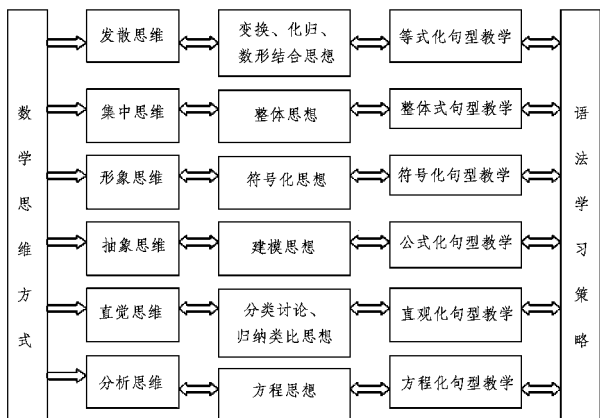 数学思维方式
发散思维
变换、化归、
数形结合思想
等式化句型教学
集中思维
整体思想
整体式句型教学
形象思维
符号化思想
符号化句型教学
抽象思维
建模思想
公式化句型教学
直觉思维
分类讨论、
归纳类比思想
直观化句型教学
分析思维
方程思想
方程化句型教学
语法学习策略